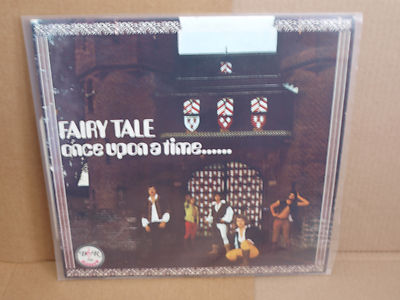 FAIRY TALE
once upon a time......